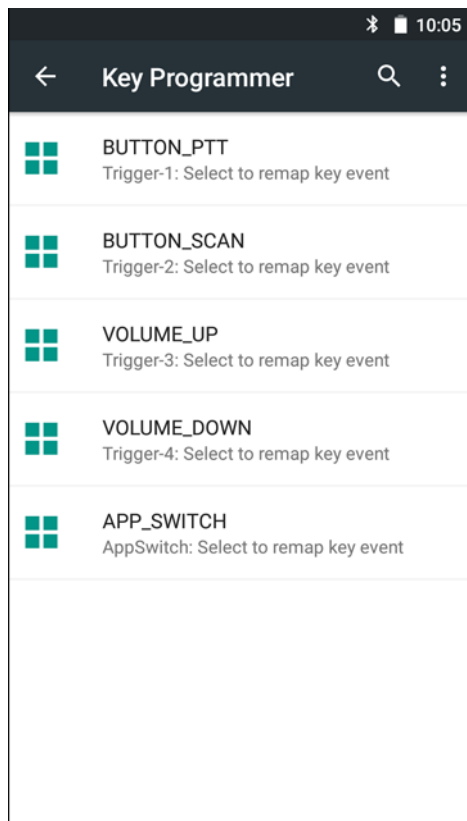 10:05
Key Programmer
BUTTON_PTT
Trigger-1: Select to remap key event
BUTTON_SCAN
Trigger-2: Select to remap key event
VOLUME_UP
Trigger-3: Select to remap key event
VOLUME_DOWN
Trigger-4: Select to remap key event
APP_SWITCH
AppSwitch: Select to remap key event